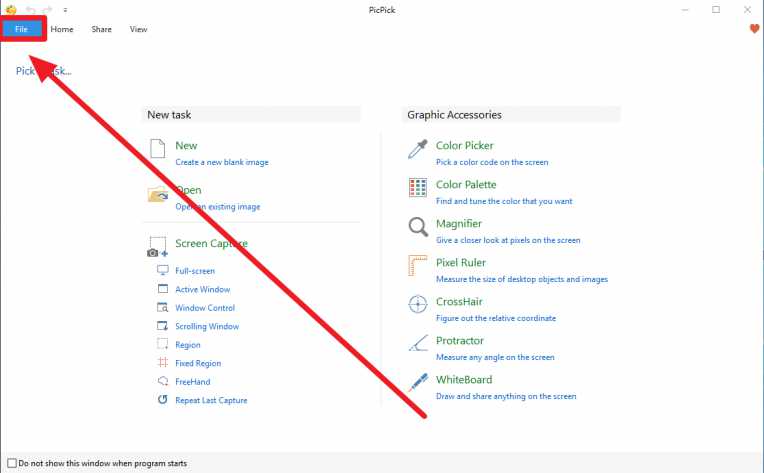 PicPick
File Home Share View
Pick a task...
New task
New
Create a new blank image
Open
Open an existing image
Screen Capture
Full-screen
Active Window
Window Control
Scrolling Window
Region
Fixed Region
FreeHand
Repeat Last Capture
Graphic Accessories
Color Picker
Pick a color code on the screen
Color Palette
Find and tune the color that you want
Magnifier
Give a closer look at pixels on the screen
Pixel Ruler
Measure the size of desktop objects and images
CrossHair
Figure out the relative coordinate
Protractor
Measure any angle on the screen
WhiteBoard
Draw and share anything on the screen
Do not show this window when program starts